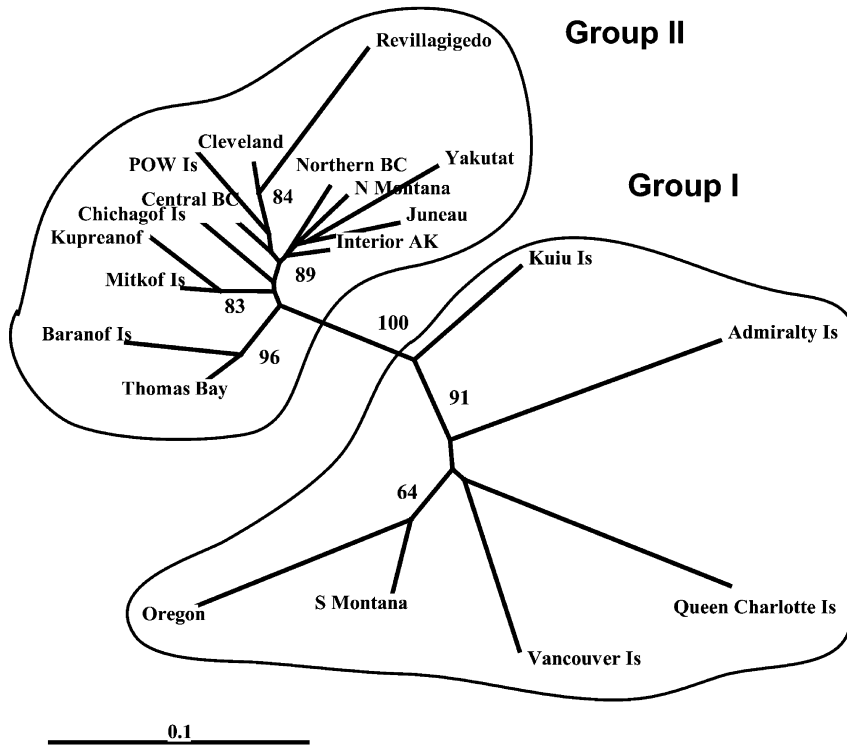 Group II
Revillagigedo
Cleveland
POW Is
Northern BC
Yakutat
N Montana
84
Central BC
Chichagof Is
Juneau
Kupreanof
Interior AK
Group I
Kuiu Is
Mitkof Is
89
83
100
Admiralty Is
Baranof Is
96
Thomas Bay
91
64
Oregon
S Montana
Queen Charlotte Is
Vancouver Is
0.1